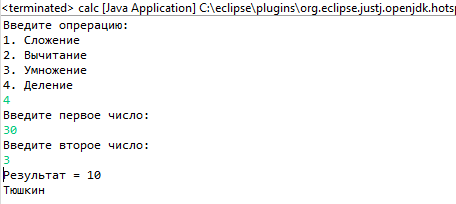 <terminated> calc [Java Application] C:\eclipse\plugins\org.eclipse.justj.openjdk.hotsp
Введите опрерацию:
1. Сложение
2. Вычитание
3. Умножение
4. Деление
4
Введите первое число:
30
Введите второе число:
3
Результат = 10
Тюшкин